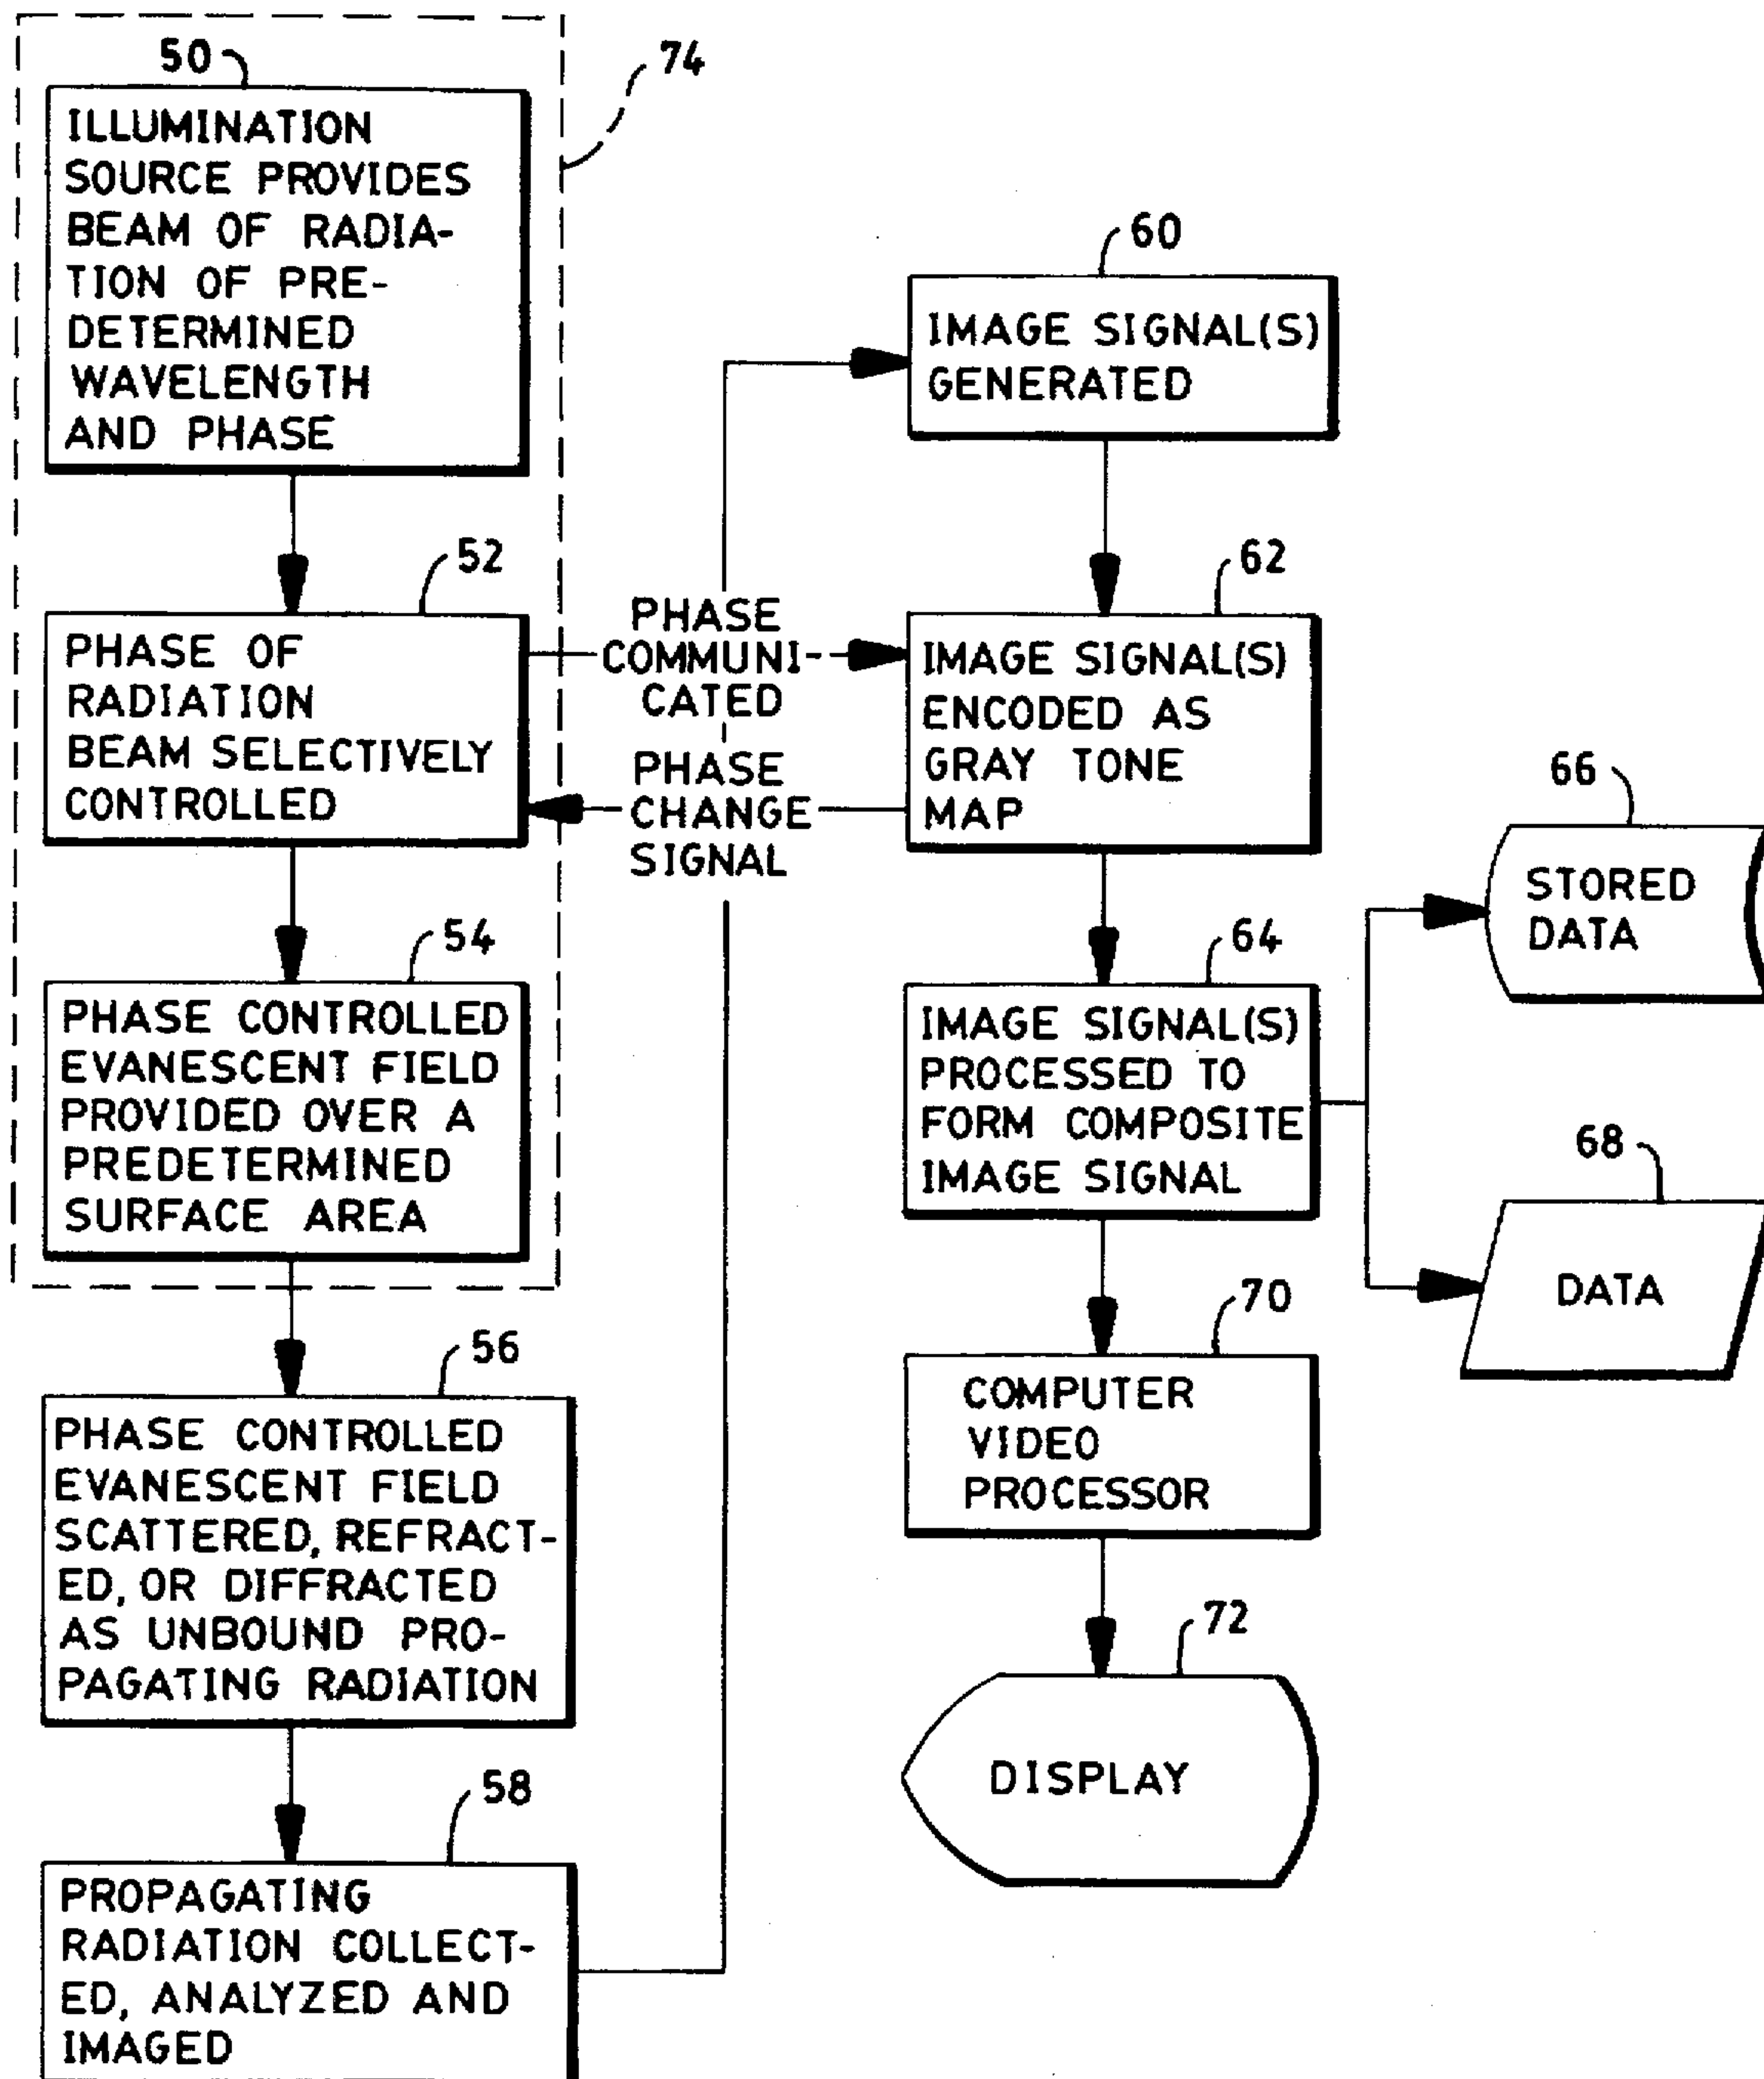 50
74
ILLUMINATION
SOURCE PROVIDES
BEAM OF RADIA-
TION OF PRE-
DETERMINED
WAVELENGTH
AND PHASE
52
PHASE OF
RADIATION
BEAM SELECTIVELY
CONTROLLED
54
PHASE CONTROLLED
EVANESCENT FIELD
PROVIDED OVER A
PREDETERMINED
SURFACE AREA
56
PHASE CONTROLLED
EVANESCENT FIELD
SCATTERED, REFRACT-
ED, OR DIFFRACTED
AS UNBOUND PRO-
PAGATING RADIATION
58
PROPAGATING
RADIATION COLLECT-
ED, ANALYZED AND
IMAGED
PHASE
COMMUNI-
CATED
PHASE
CHANGE
SIGNAL
60
IMAGE SIGNAL(S)
GENERATED
62
IMAGE SIGNAL(S)
ENCODED AS
GRAY TONE
MAP
64
IMAGE SIGNAL(S)
PROCESSED TO
FORM COMPOSITE
IMAGE SIGNAL
66
STORED
DATA
68
DATA
70
COMPUTER
VIDEO
PROCESSOR
72
DISPLAY